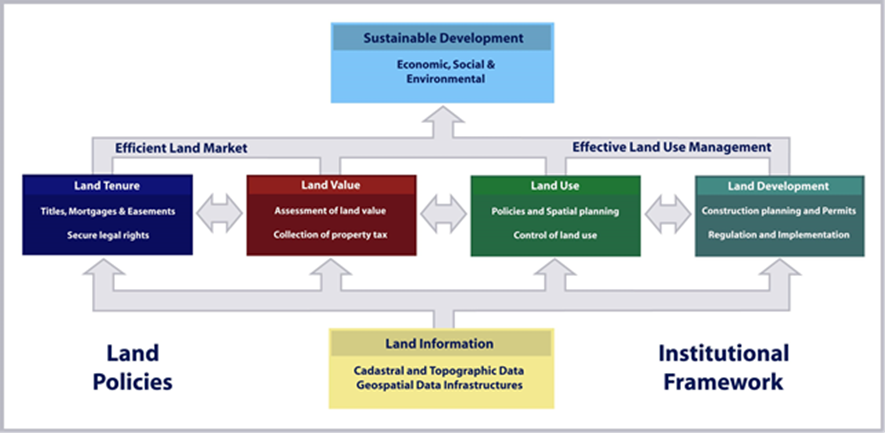 Sustainable Development
Economic, Social &
Environmental
Efficient Land Market
Effective Land Use Management
Land Tenure
Titles, Mortgages & Easements
Secure legal rights
Land Value
Assessment of land value
Collection of property tax
Land Use
Policies and Spatial planning
Control of land use
Land Development
Construction planning and Permits
Regulation and Implementation
Land
Policies
Land Information
Cadastral and Topographic Data
Geospatial Data Infrastructures
Institutional
Framework